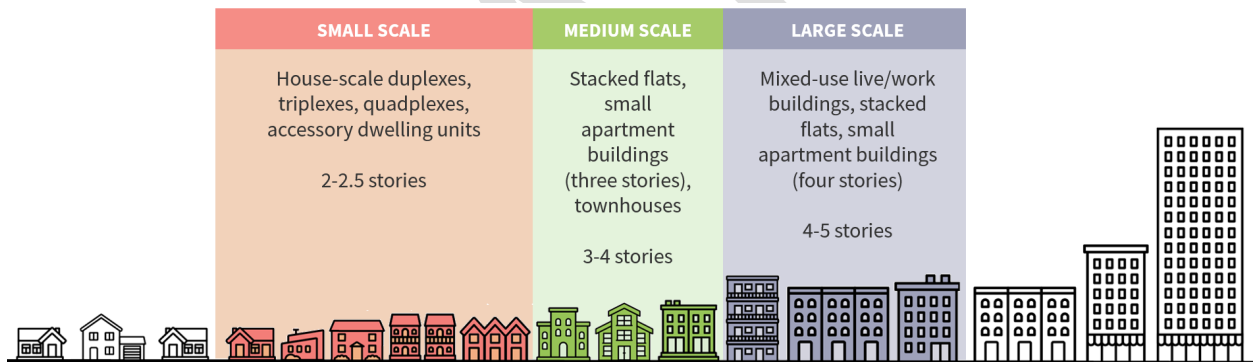 SMALL SCALE
House-scale duplexes,
triplexes, quadplexes,
accessory dwelling units
2-2.5 stories
MEDIUM SCALE
Stacked flats,
small
apartment
buildings
(three stories),
townhouses
3-4 stories
LARGE SCALE
Mixed-use live/work
buildings, stacked
flats, small
apartment buildings
(four stories)
4-5 stories